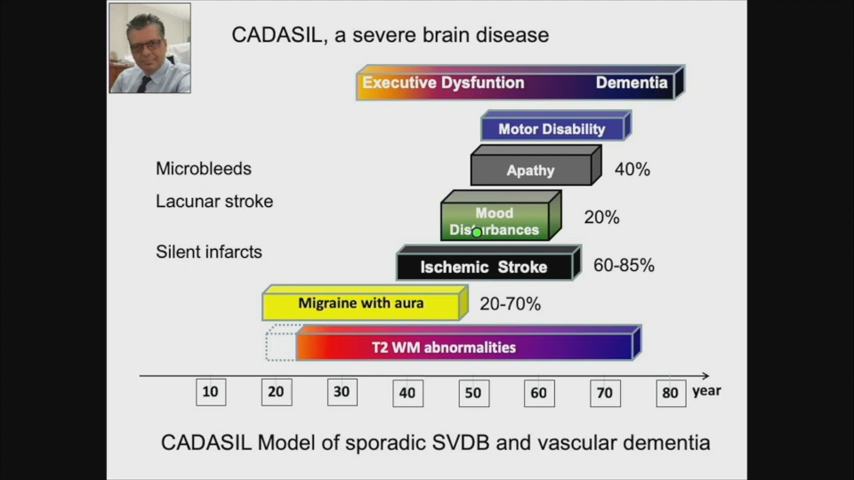 CADASIL, a severe brain disease
Executive Dysfuntion Dementia
Motor Disability
Microbleeds
Apathy 40%
Lacunar stroke
Mood
Disturbances
20%
Silent infarcts
Ischemic Stroke 60-85%
Migraine with aura 20-70%
T2 WM abnormalities
10 20 30 40 50 60 70 80 year
CADASIL Model of sporadic SVDB and vascular dementia